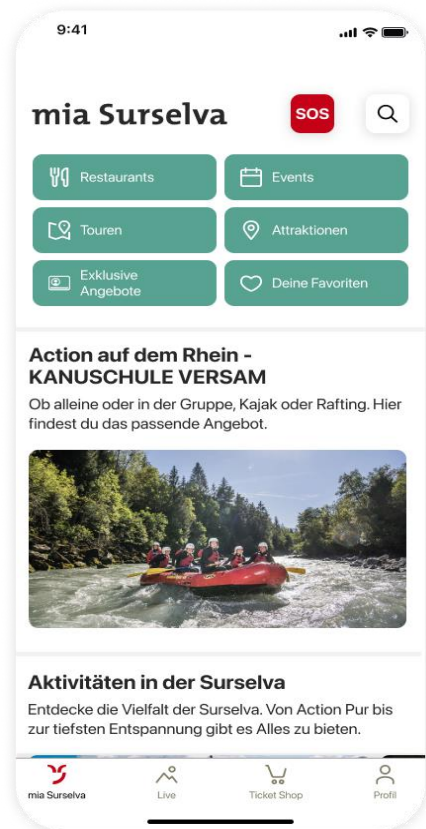 9:41
mia Surselva
SOS
Restaurants
Events
Touren
Attraktionen
Exklusive
Angebote
Deine Favoriten
Action auf dem Rhein -
KANUSCHULE VERSAM
Ob alleine oder in der Gruppe, Kajak oder Rafting. Hier
findest du das passende Angebot.
Aktivitäten in der Surselva
Entdecke die Vielfalt der Surselva. Von Action Pur bis
zur tiefsten Entspannung gibt es Alles zu bieten.
mia Surselva
Live
Ticket Shop
Profil